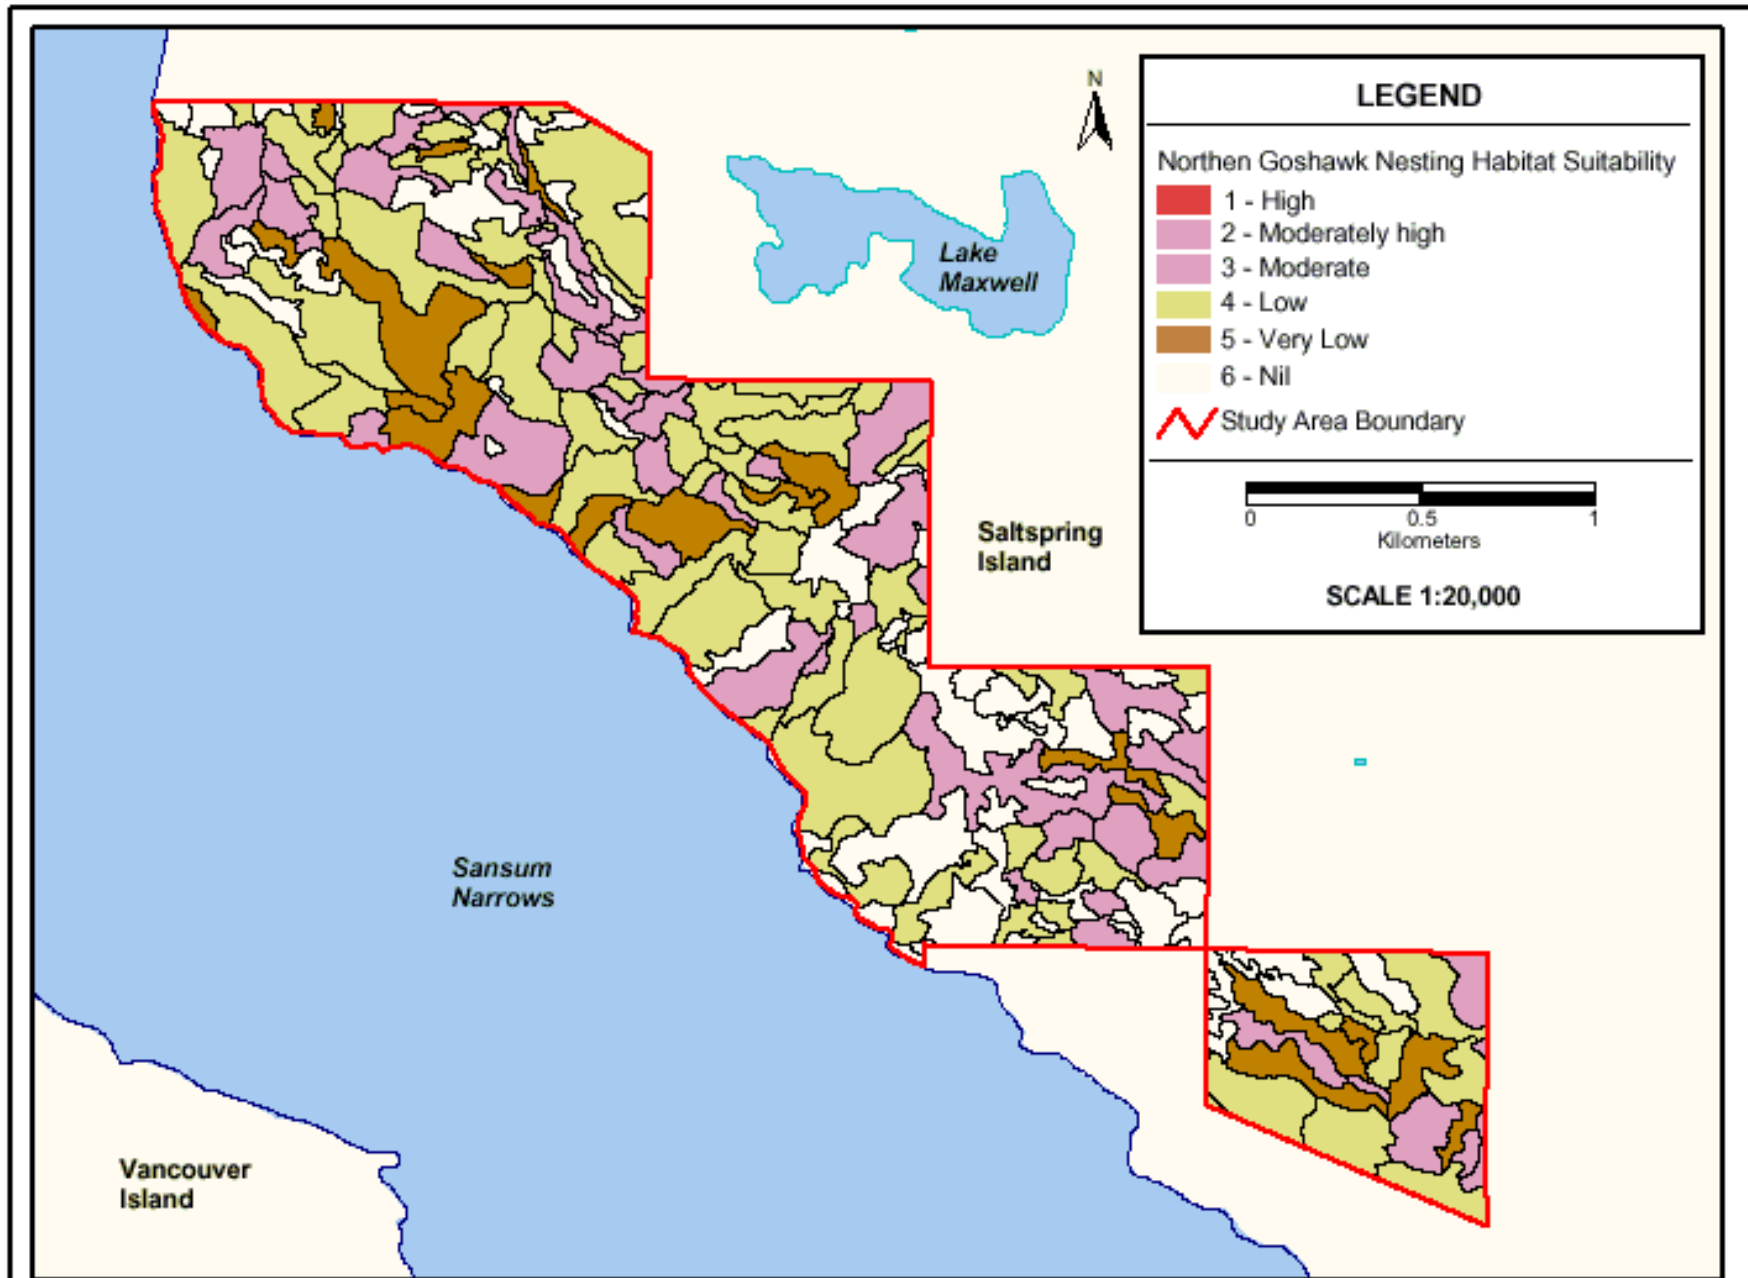 N
LEGEND
Northen Goshawk Nesting Habitat Suitability
1 - High
2 - Moderately high
3 - Moderate
4 - Low
5 - Very Low
6 - Nil
Study Area Boundary
0 0.5 1
Kilometers
SCALE 1:20,000
Lake
Maxwell
Saltspring
Island
Sansum
Narrows
Vancouver
Island